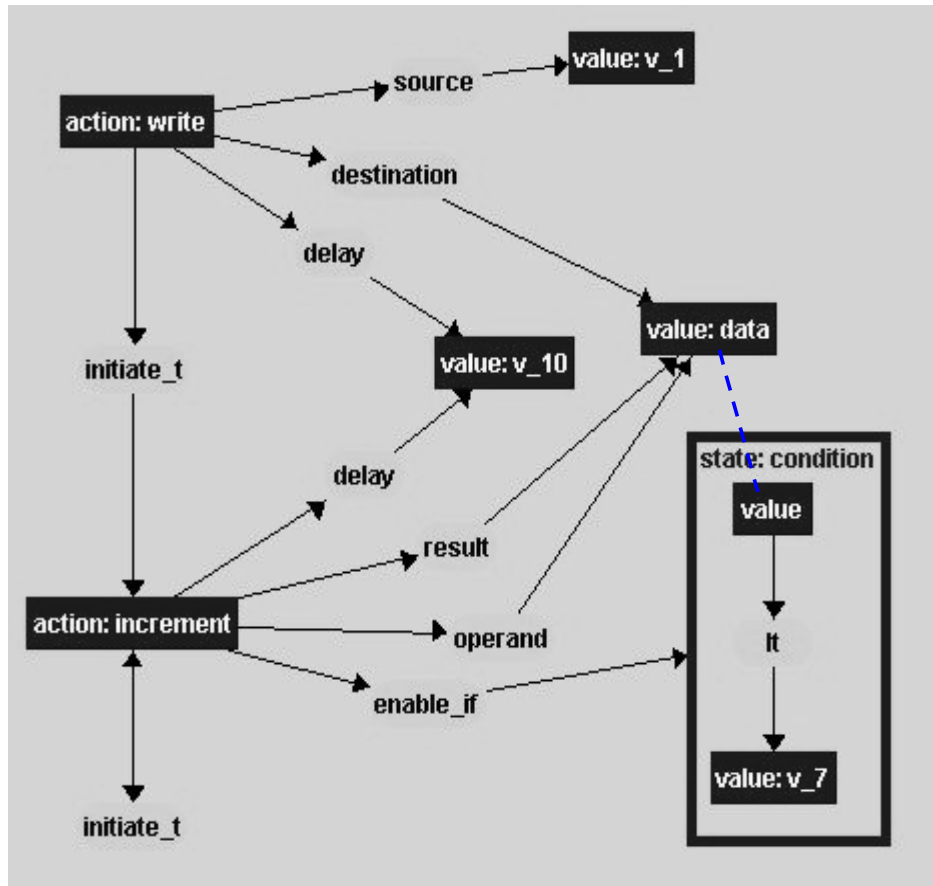 value: v_1
source
action: write
destination
delay
value: data
value: v_10
initiate_t
state: condition
delay
value
result
action: increment
operand
lt
enable_if
value: v_7
initiate_t